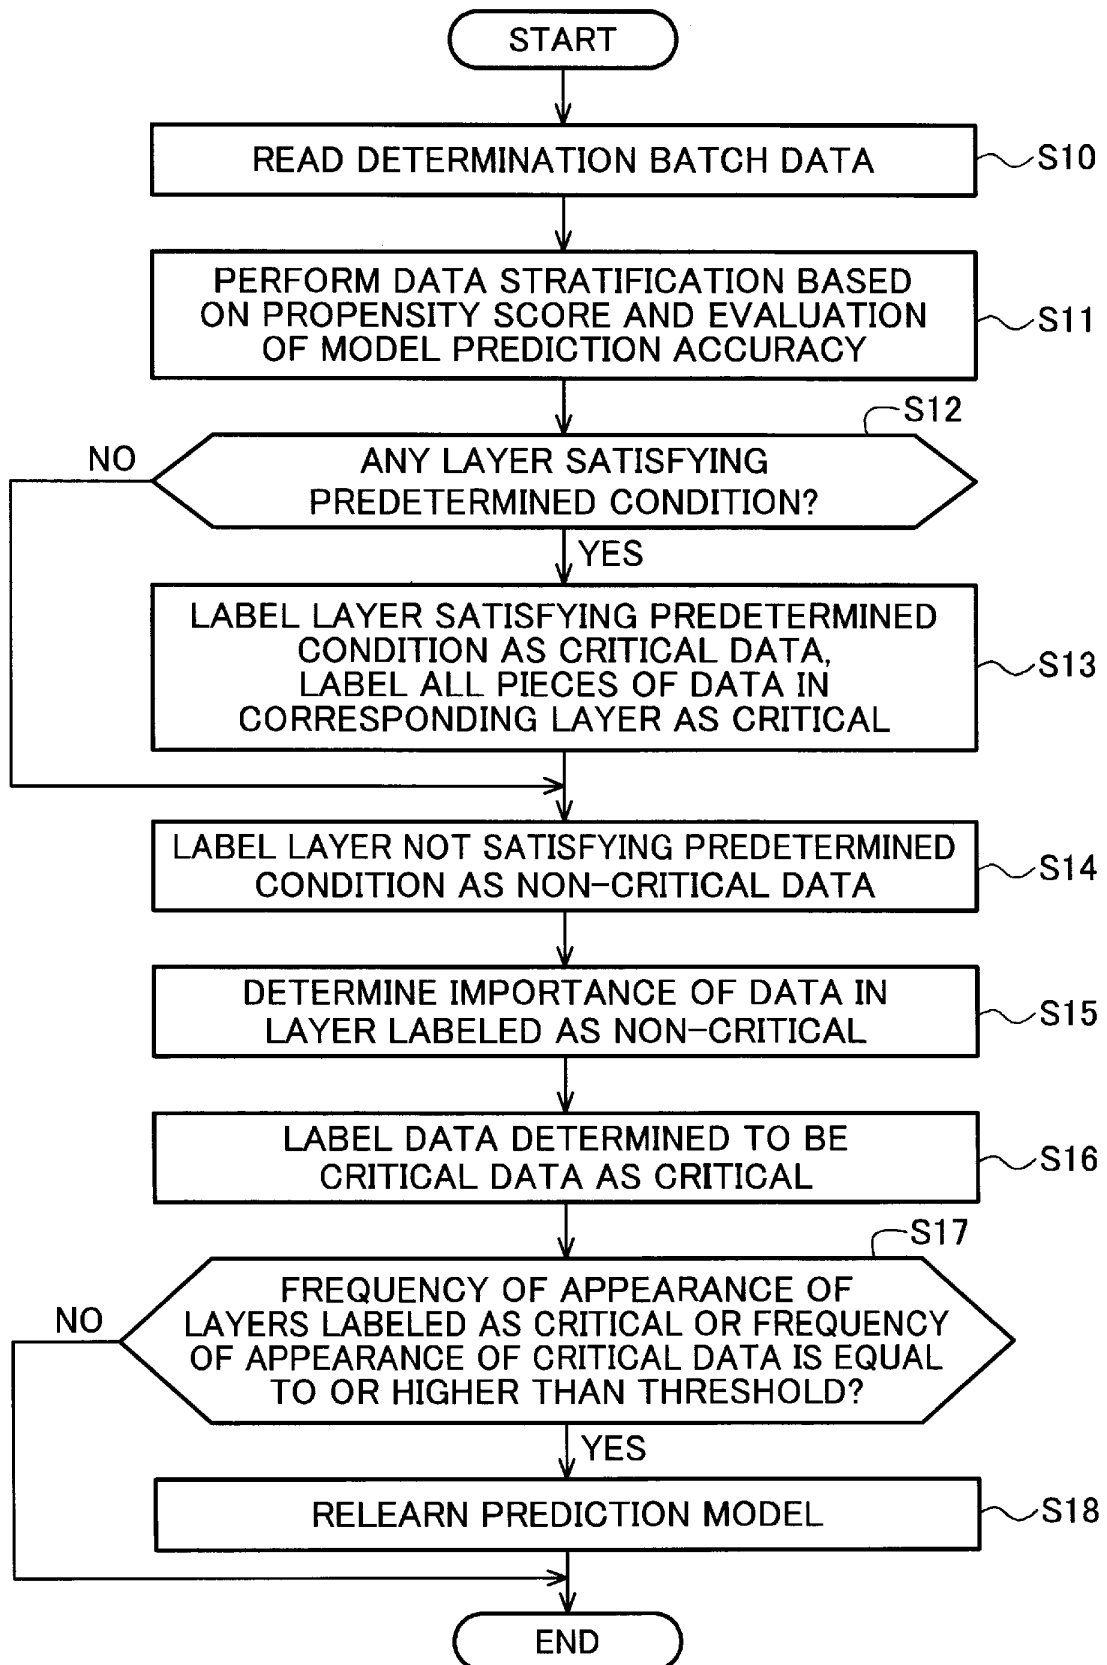 START
READ DETERMINATION BATCH DATA
S10
PERFORM DATA STRATIFICATION BASED
ON PROPENSITY SCORE AND EVALUATION
OF MODEL PREDICTION ACCURACY
S11
S12
NO
ANY LAYER SATISFYING
PREDETERMINED CONDITION?
YES
LABEL LAYER SATISFYING PREDETERMINED
CONDITION AS CRITICAL DATA,
LABEL ALL PIECES OF DATA IN
CORRESPONDING LAYER AS CRITICAL
S13
LABEL LAYER NOT SATISFYING PREDETERMINED
CONDITION AS NON-CRITICAL DATA
S14
DETERMINE IMPORTANCE OF DATA IN
LAYER LABELED AS NON-CRITICAL
S15
LABEL DATA DETERMINED TO BE
CRITICAL DATA AS CRITICAL
S16
S17
NO
FREQUENCY OF APPEARANCE OF
LAYERS LABELED AS CRITICAL OR FREQUENCY
OF APPEARANCE OF CRITICAL DATA IS EQUAL
TO OR HIGHER THAN THRESHOLD?
YES
RELEARN PREDICTION MODEL
S18
END